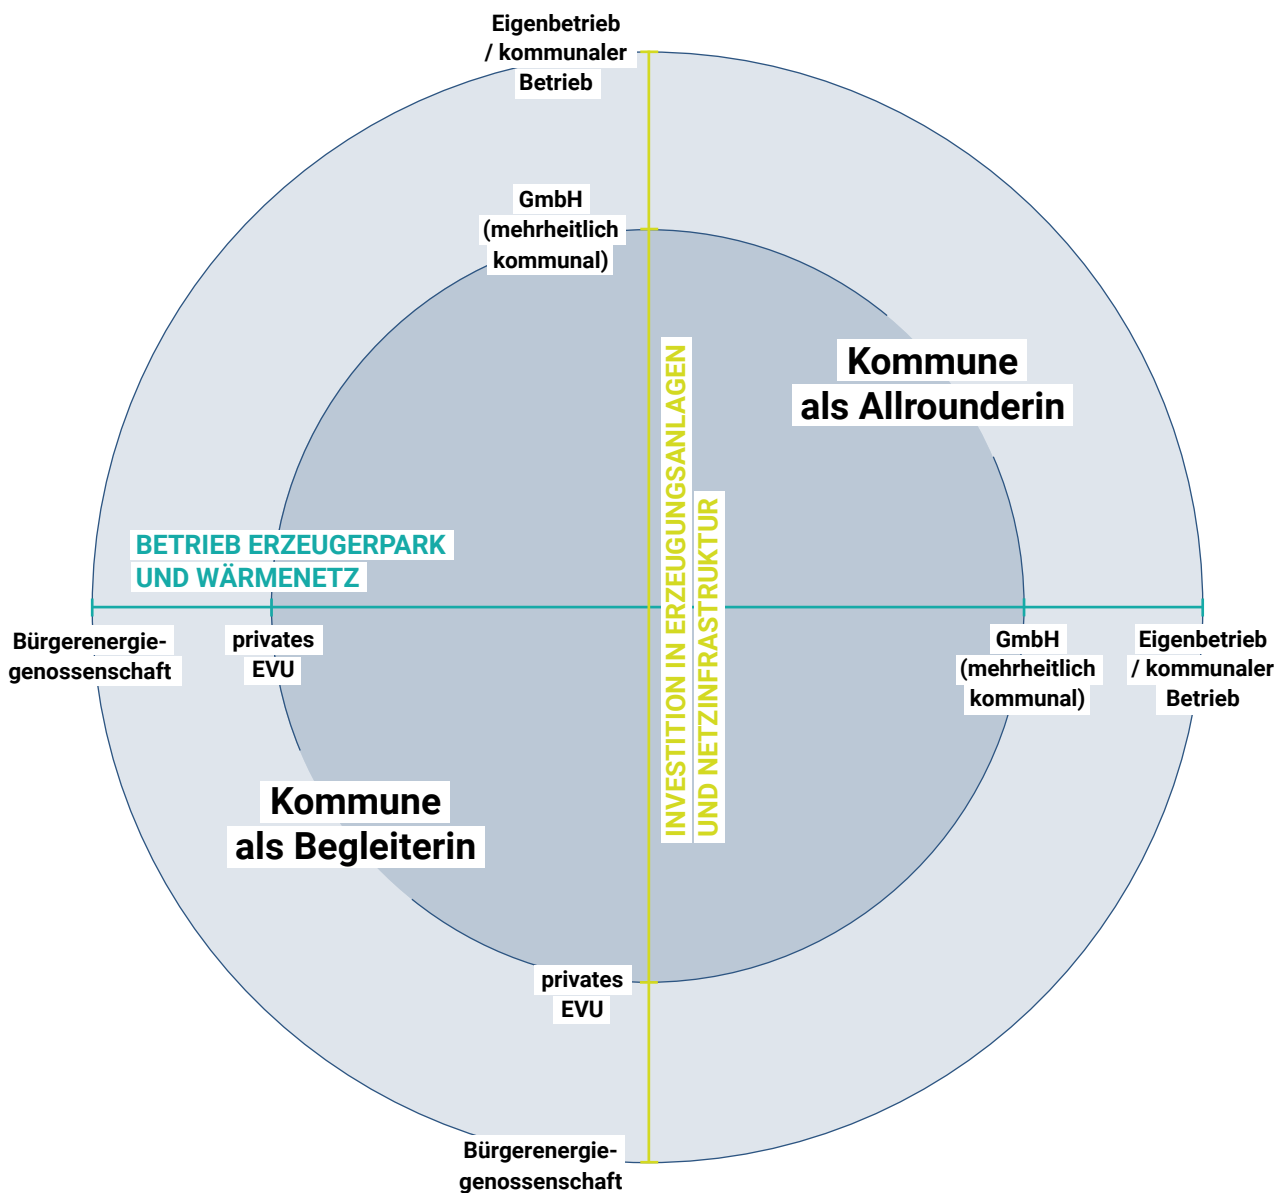 Eigenbetrieb
/ kommunaler
Betrieb
GmbH
(mehrheitlich
kommunal)
Kommune
als Allrounderin
INVESTITION IN ERZEUGUNGSANLAGEN
UND NETZINFRASTRUKTUR
BETRIEB ERZEUGERPARK
UND WÄRMENETZ
Bürgerenergie-
genossenschaft
privates
EVU
GmbH
(mehrheitlich
kommunal)
Eigenbetrieb
/ kommunaler
Betrieb
Kommune
als Begleiterin
privates
EVU
Bürgerenergie-
genossenschaft